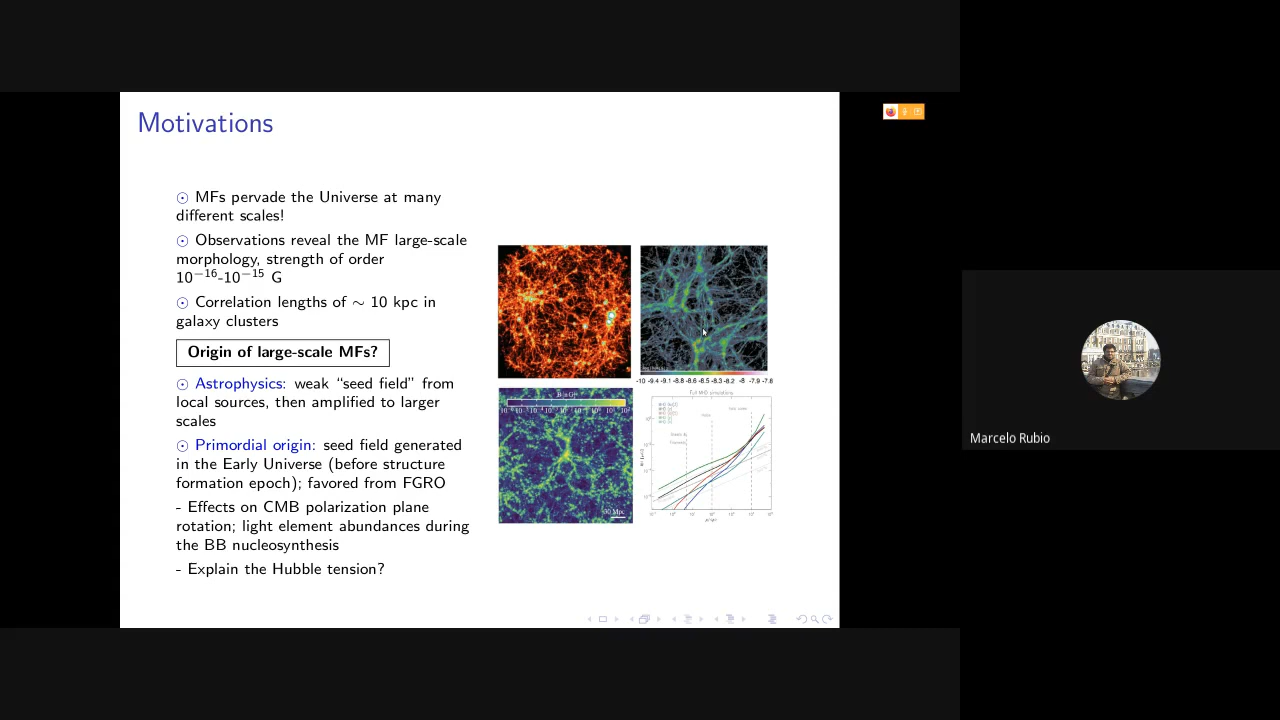 Motivations
⊙ MFs pervade the Universe at many
different scales!
⊙ Observations reveal the MF large-scale
morphology, strength of order
10⁻¹⁶-10⁻¹⁵ G
⊙ Correlation lengths of ∼ 10 kpc in
galaxy clusters
Origin of large-scale MFs?
⊙ Astrophysics: weak “seed field” from
local sources, then amplified to larger
scales
⊙ Primordial origin: seed field generated
in the Early Universe (before structure
formation epoch); favored from FGRO
- Effects on CMB polarization plane
rotation; light element abundances during
the BB nucleosynthesis
- Explain the Hubble tension?
-10 -9.4 -9.1 -8.8 -8.6 -8.5 -8.3 -8.2 -8 -7.9 -7.8
50 Mpc
Full MHD simulations
Marcelo Rubio